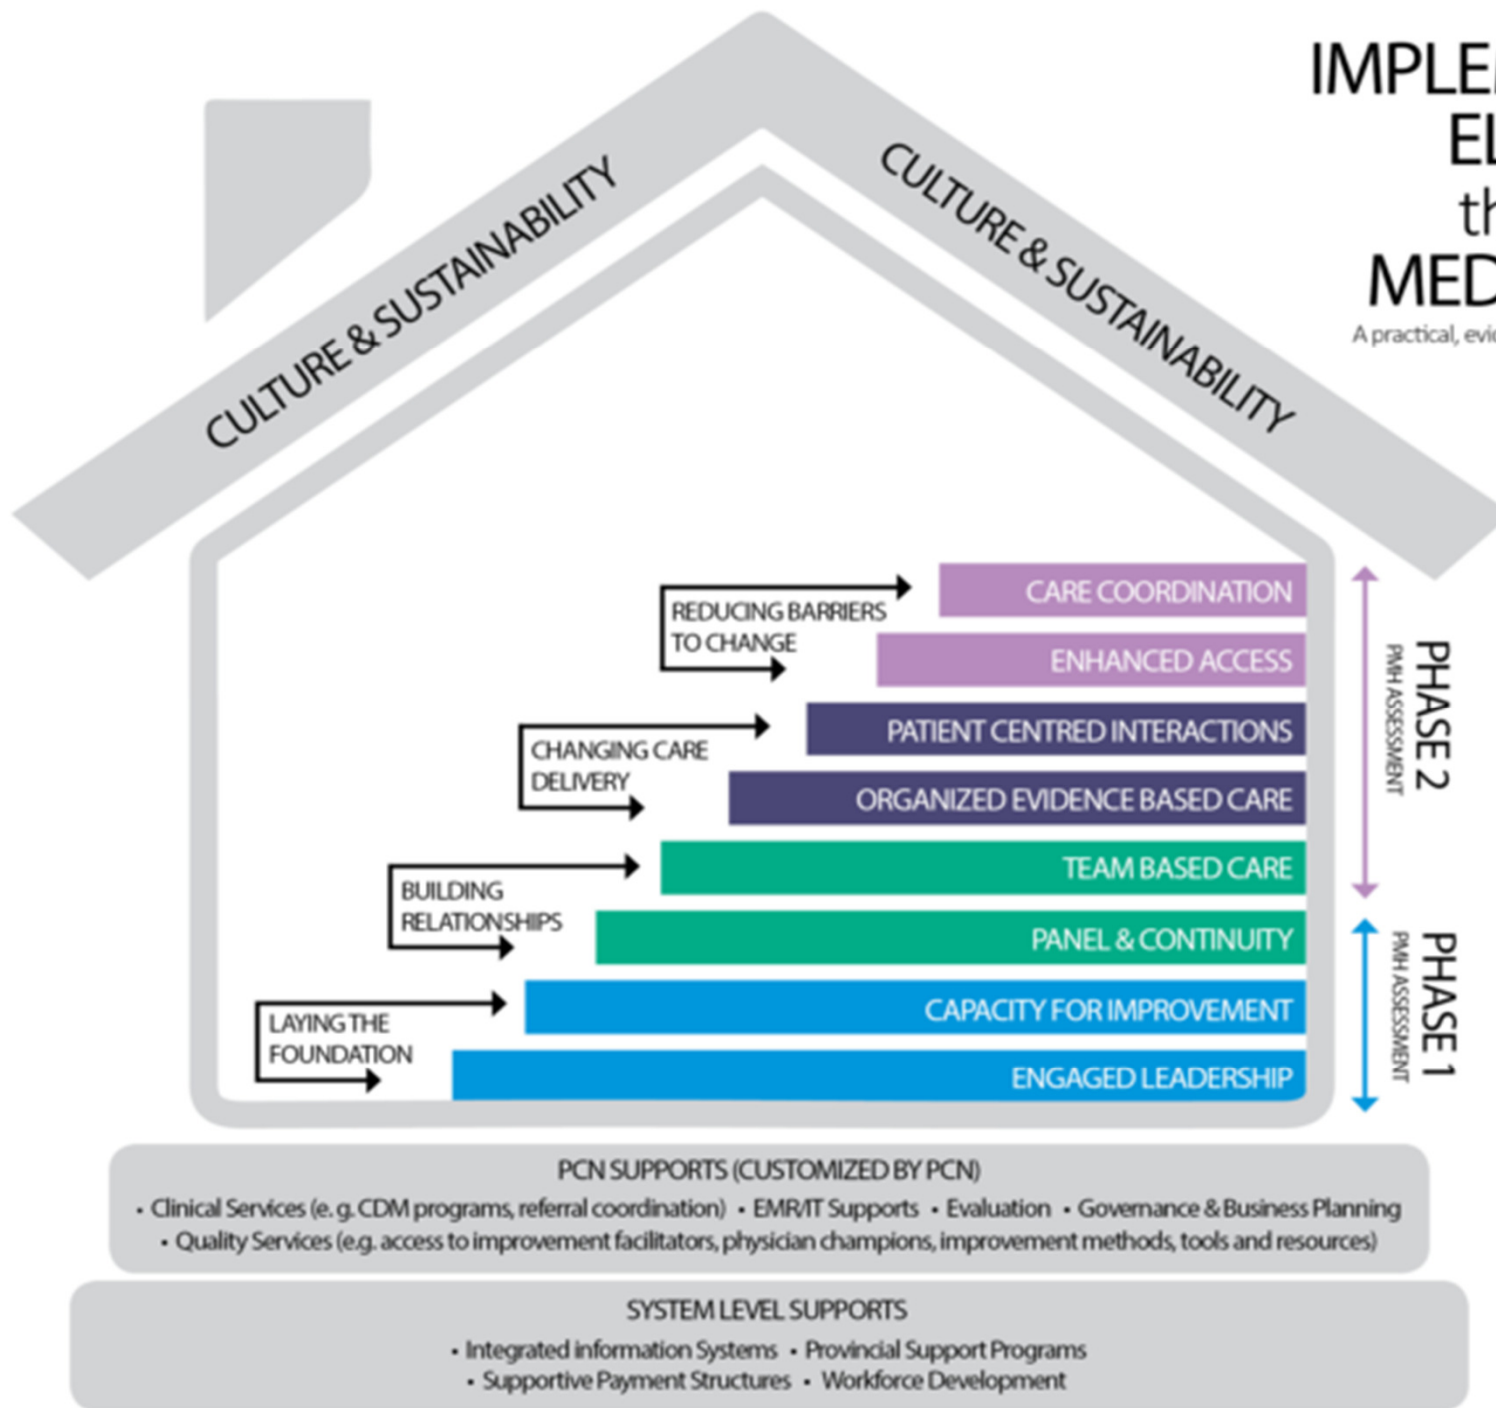 IMPLE
EL
th
MED
A practical, evi
CULTURE & SUSTAINABILITY
CULTURE & SUSTAINABILITY
CARE COORDINATION
REDUCING BARRIERS
TO CHANGE
ENHANCED ACCESS
PATIENT CENTRED INTERACTIONS
CHANGING CARE
DELIVERY
ORGANIZED EVIDENCE BASED CARE
PHASE 2
PMH ASSESSMENT
TEAM BASED CARE
BUILDING
RELATIONSHIPS
PANEL & CONTINUITY
CAPACITY FOR IMPROVEMENT
LAYING THE
FOUNDATION
ENGAGED LEADERSHIP
PHASE 1
PMH ASSESSMENT
PCN SUPPORTS (CUSTOMIZED BY PCN)
• Clinical Services (e. g. CDM programs, referral coordination) • EMR/IT Supports • Evaluation • Governance & Business Planning
• Quality Services (e.g. access to improvement facilitators, physician champions, improvement methods, tools and resources)
SYSTEM LEVEL SUPPORTS
• Integrated information Systems • Provincial Support Programs
• Supportive Payment Structures • Workforce Development